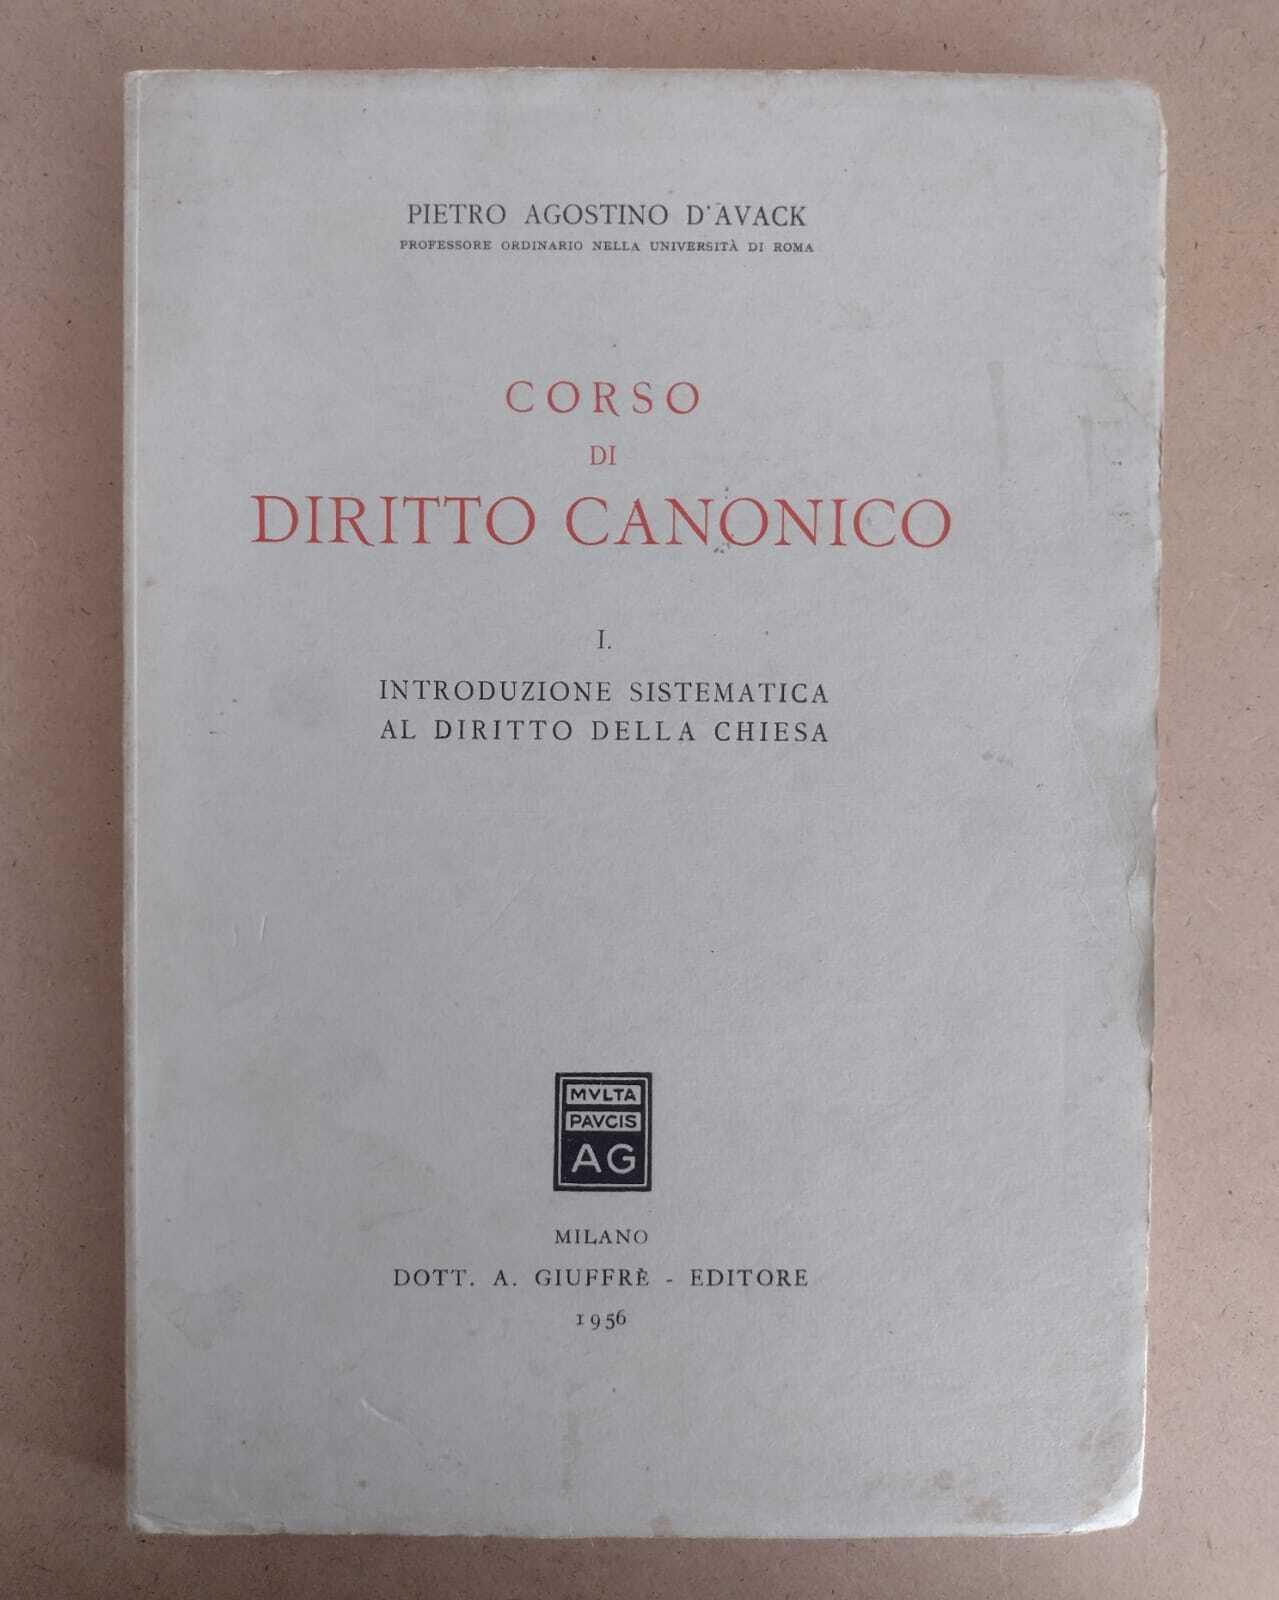 PIETRO AGOSTINO D'AVACK
PROFESSORE ORDINARIO NELLA UNIVERSITÀ DI ROMA
CORSO
DI
DIRITTO CANONICO
I.
INTRODUZIONE SISTEMATICA
AL DIRITTO DELLA CHIESA
MVLTA
PAVCIS
AG
MILANO
DOTT. A. GIUFFRÈ - EDITORE
1956